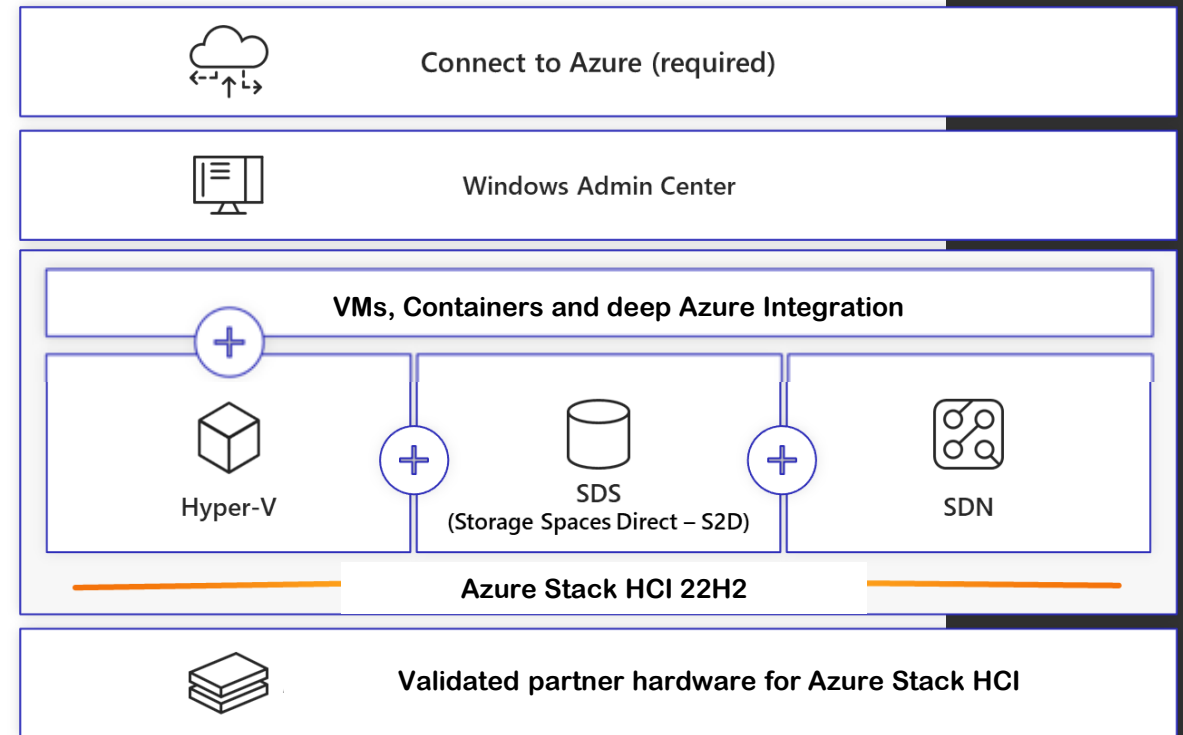 Connect to Azure (required)
Windows Admin Center
VMs, Containers and deep Azure Integration
Hyper-V
SDS
(Storage Spaces Direct – S2D)
SDN
Azure Stack HCI 22H2
Validated partner hardware for Azure Stack HCI